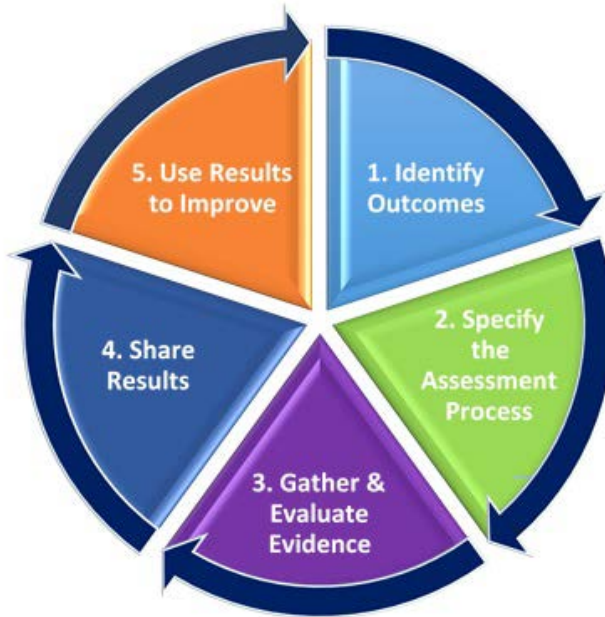 1. Identify
Outcomes
2. Specify
the
Assessment
Process
3. Gather &
Evaluate
Evidence
4. Share
Results
5. Use Results
to Improve